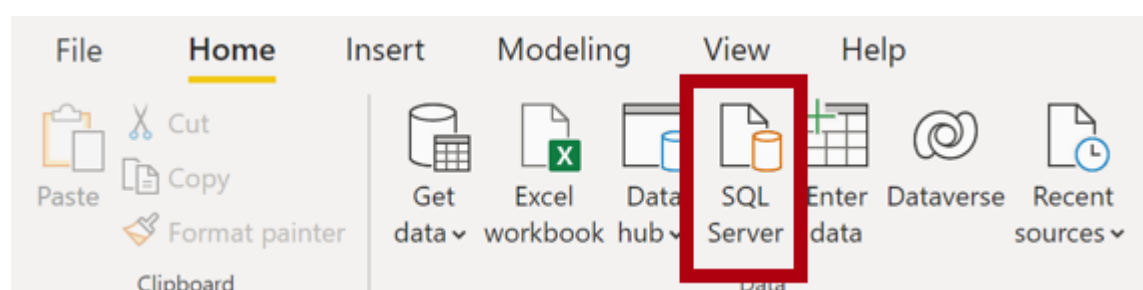 File Home Insert Modeling View Help
Cut
Copy
Paste
Format painter
Clipboard
Get data
Excel workbook
X
Data hub
SQL Server
Enter data
Dataverse
Recent sources
Data